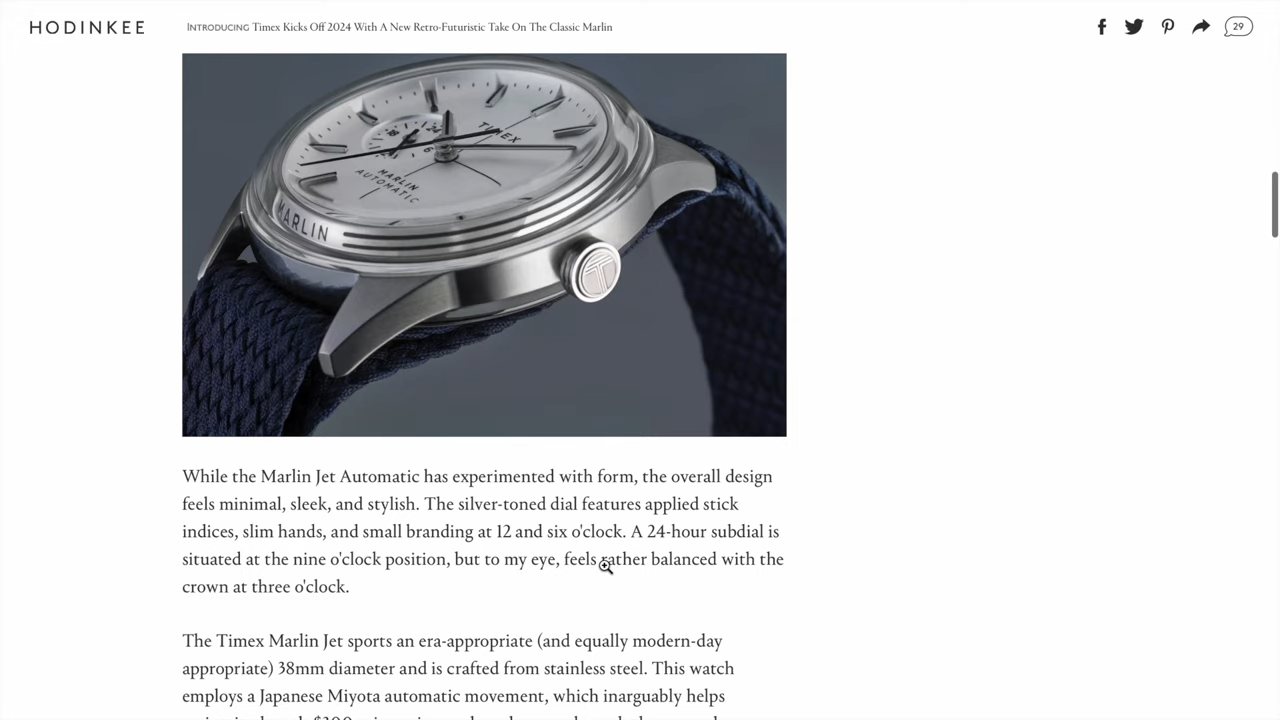 HODINKEE
INTRODUCING Timex Kicks Off 2024 With A New Retro-Futuristic Take On The Classic Marlin
29
TIMEX
24
18
6
MARLIN
AUTOMATIC
MARLIN
While the Marlin Jet Automatic has experimented with form, the overall design
feels minimal, sleek, and stylish. The silver-toned dial features applied stick
indices, slim hands, and small branding at 12 and six o'clock. A 24-hour subdial is
situated at the nine o'clock position, but to my eye, feels rather balanced with the
crown at three o'clock.
The Timex Marlin Jet sports an era-appropriate (and equally modern-day
appropriate) 38mm diameter and is crafted from stainless steel. This watch
employs a Japanese Miyota automatic movement, which inarguably helps